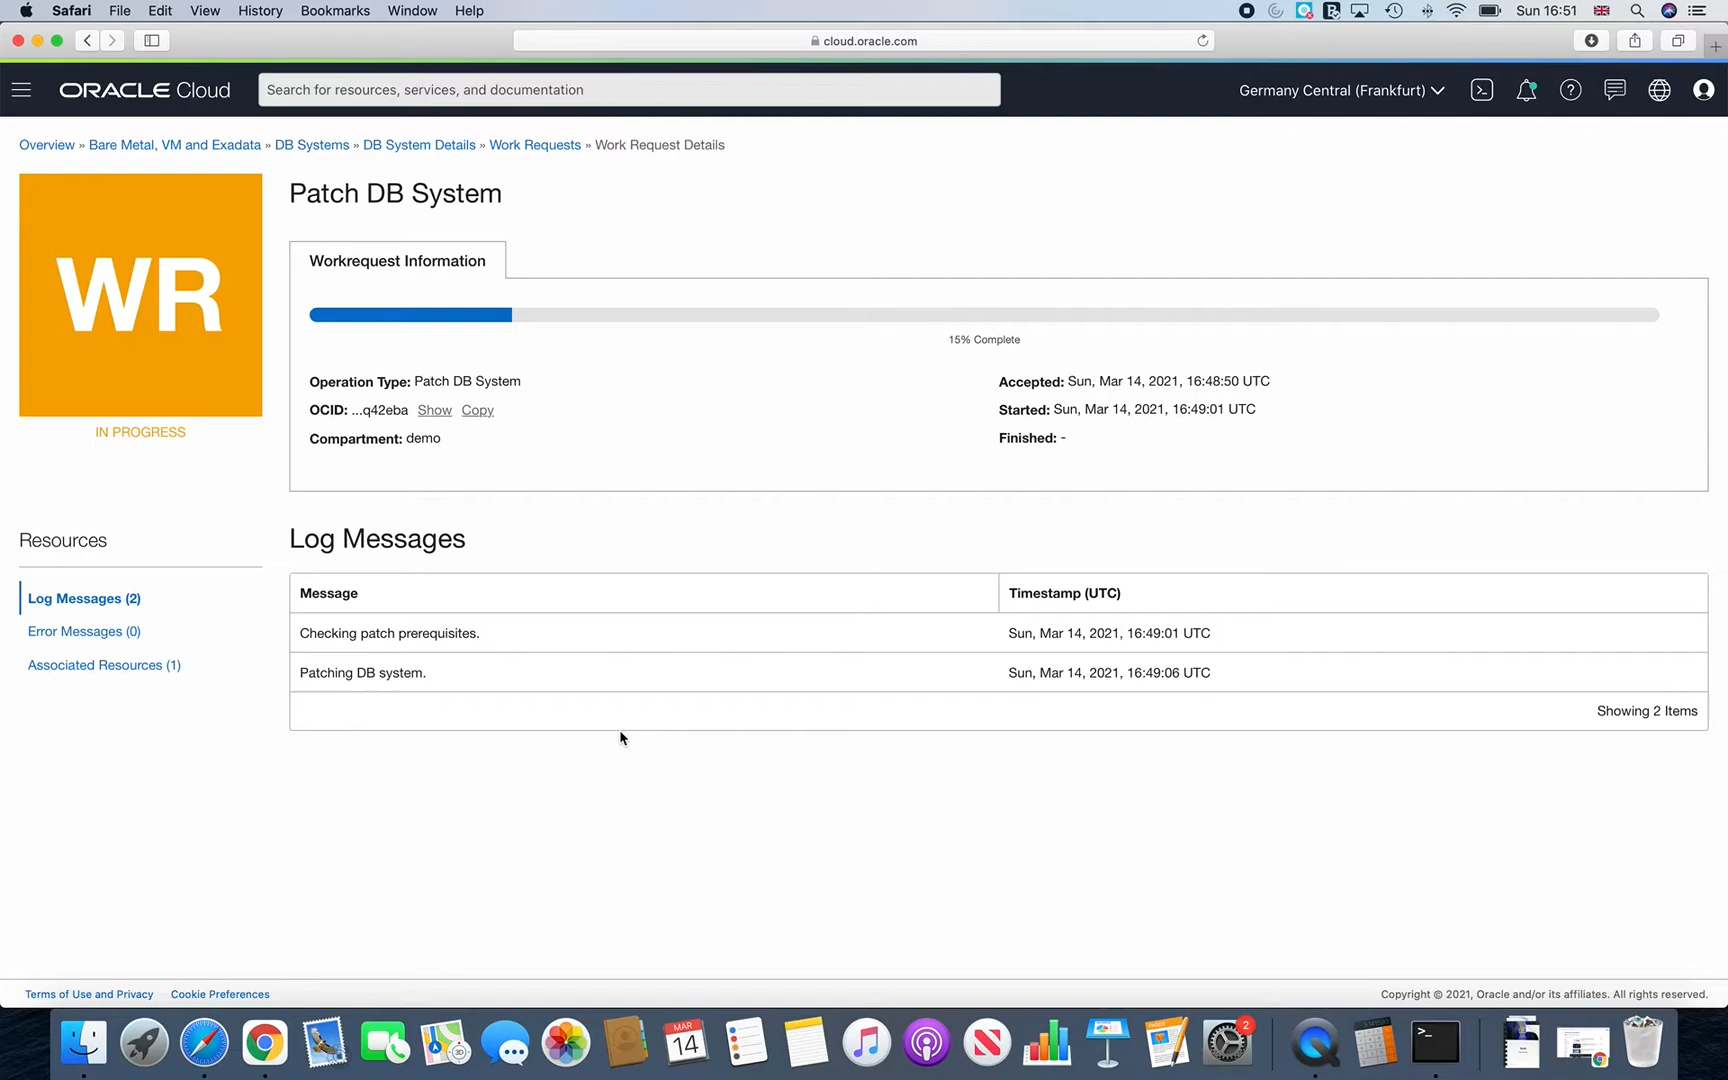 Safari File Edit View History Bookmarks Window Help Sun 16:51
cloud.oracle.com
ORACLE Cloud Search for resources, services, and documentation Germany Central (Frankfurt)
Overview » Bare Metal, VM and Exadata » DB Systems » DB System Details » Work Requests » Work Request Details
WR
IN PROGRESS
Patch DB System
Workrequest Information
15% Complete
Operation Type: Patch DB System
OCID: ...q42eba Show Copy
Compartment: demo
Accepted: Sun, Mar 14, 2021, 16:48:50 UTC
Started: Sun, Mar 14, 2021, 16:49:01 UTC
Finished: -
Resources
Log Messages (2)
Error Messages (0)
Associated Resources (1)
Log Messages
Message Timestamp (UTC)
Checking patch prerequisites. Sun, Mar 14, 2021, 16:49:01 UTC
Patching DB system. Sun, Mar 14, 2021, 16:49:06 UTC
Showing 2 Items
Terms of Use and Privacy Cookie Preferences Copyright © 2021, Oracle and/or its affiliates. All rights reserved.
MAR
14
2